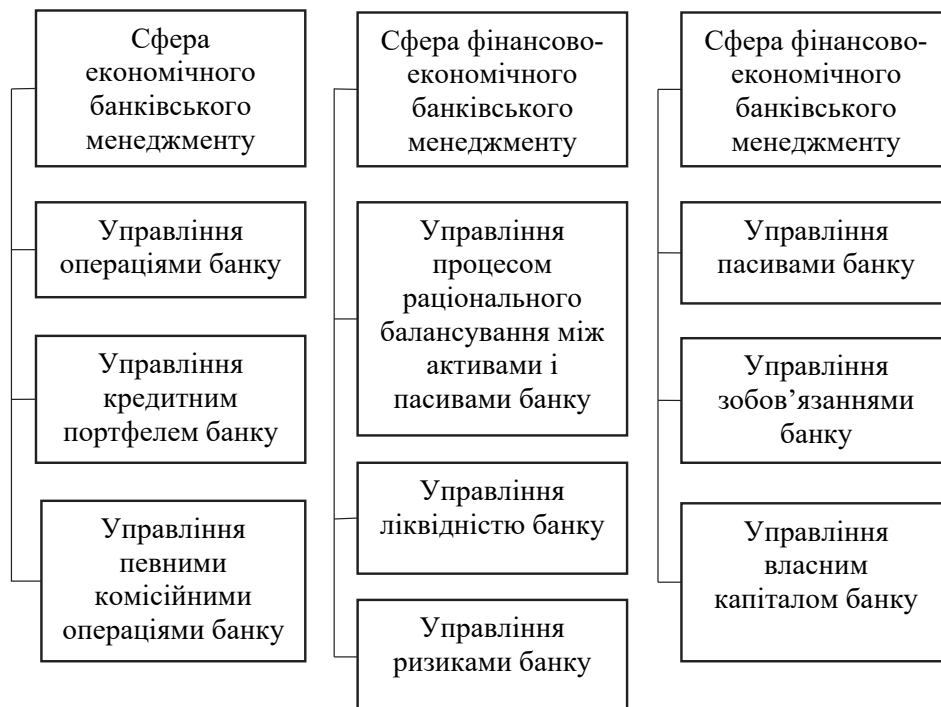 Сфера
економічного
банківського
менеджменту
Управління
операціями банку
Управління
кредитним
портфелем банку
Управління
певними
комісійними
операціями банку
Сфера фінансово-
економічного
банківського
менеджменту
Управління
процесом
раціонального
балансування між
активами і
пасивами банку
Управління
ліквідністю банку
Управління
ризиками банку
Сфера фінансово-
економічного
банківського
менеджменту
Управління
пасивами банку
Управління
зобов’язаннями
банку
Управління
власним
капіталом банку